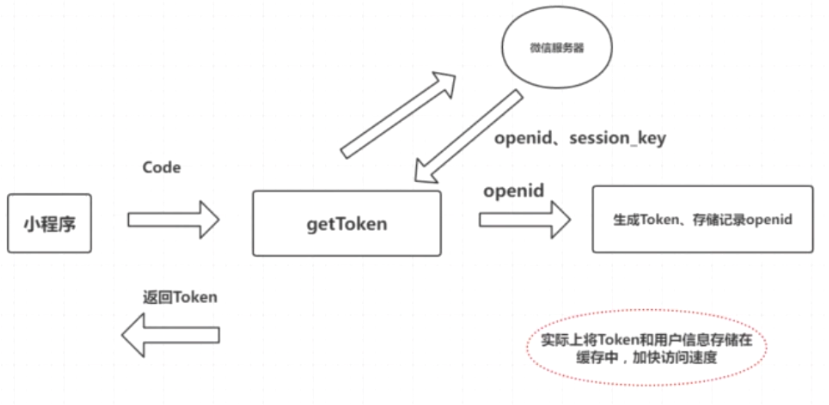 微信服务器
openid、session_key
Code
openid
小程序
getToken
生成Token、存储记录openid
返回Token
实际上将Token和用户信息存储在
缓存中，加快访问速度